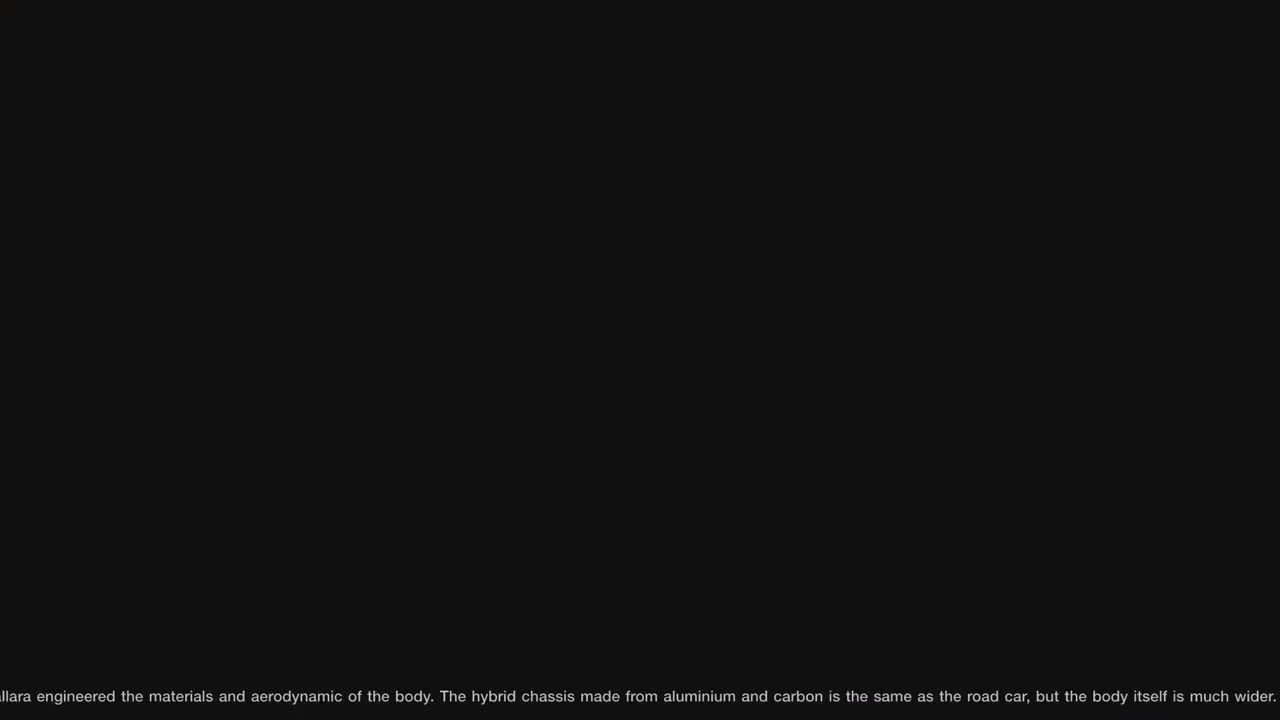 engineered the materials and aerodynamic of the body. The hybrid chassis made from aluminium and carbon is the same as the road car, but the body itself is much wider.